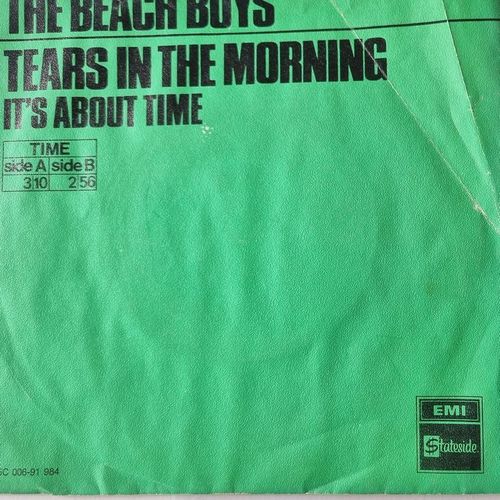 THE BEACH BOYS
TEARS IN THE MORNING
IT'S ABOUT TIME
TIME
side A side B
3 10 2 56
EMI
Stateside
006-91 984